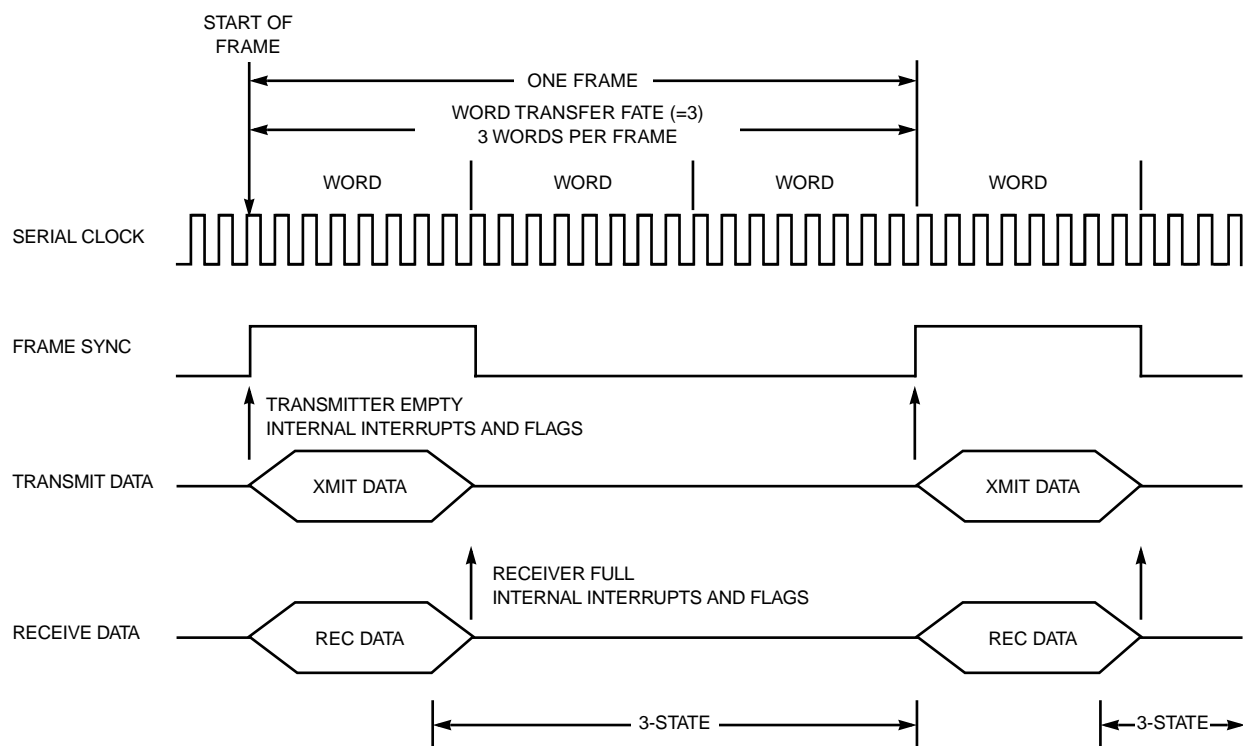 START OF
FRAME
ONE FRAME
WORD TRANSFER FATE (=3)
3 WORDS PER FRAME
WORD
WORD
WORD
WORD
SERIAL CLOCK
FRAME SYNC
TRANSMITTER EMPTY
INTERNAL INTERRUPTS AND FLAGS
TRANSMIT DATA
XMIT DATA
XMIT DATA
RECEIVER FULL
INTERNAL INTERRUPTS AND FLAGS
RECEIVE DATA
REC DATA
REC DATA
3-STATE
3-STATE